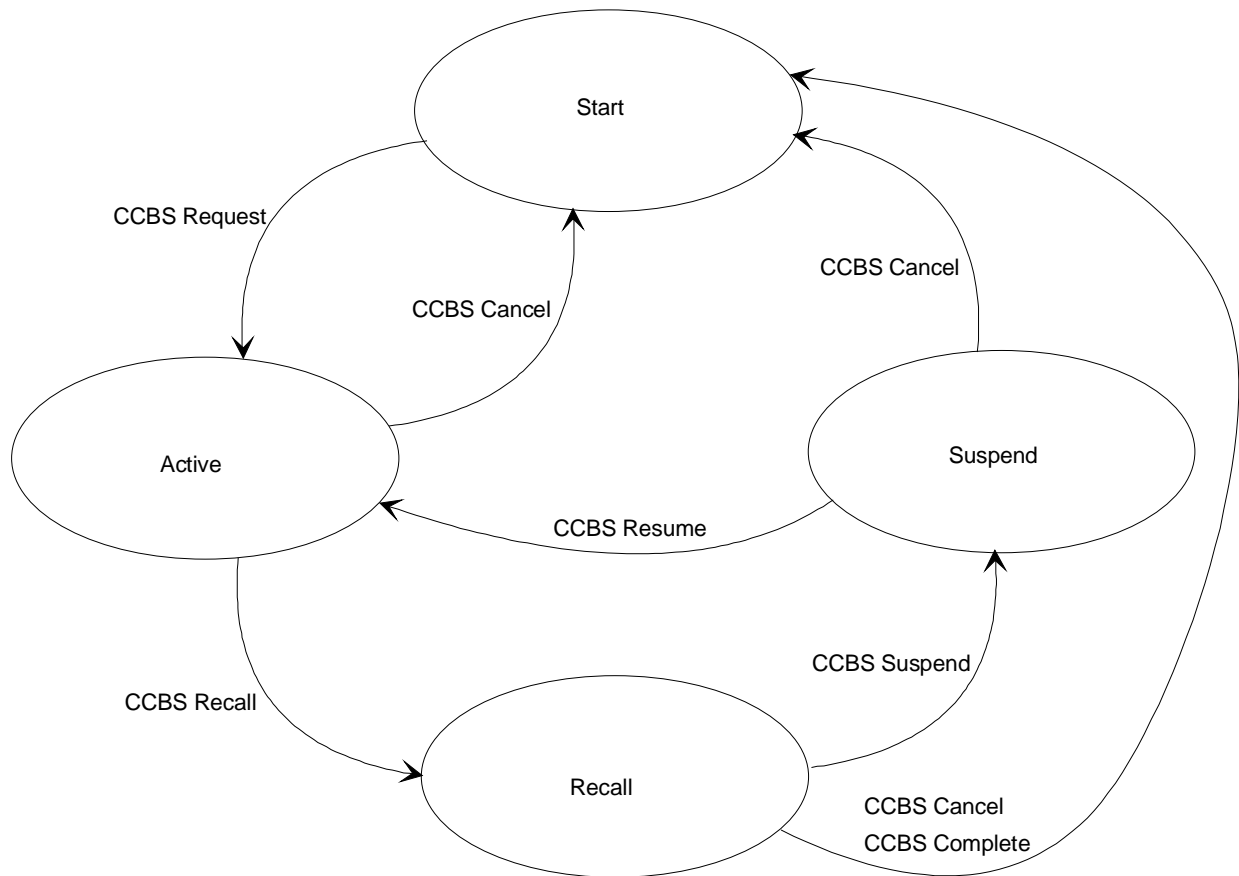 Start
CCBS Request
CCBS Cancel
CCBS Cancel
Active
Suspend
CCBS Resume
CCBS Suspend
CCBS Recall
Recall
CCBS Cancel
CCBS Complete